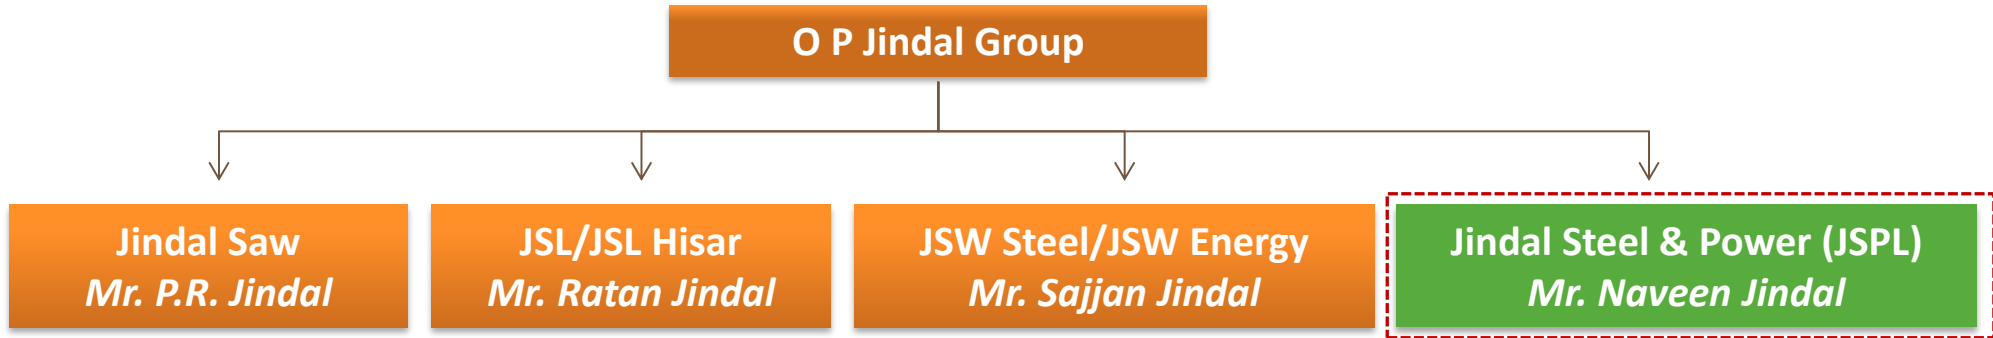 O P Jindal Group
Jindal Saw
Mr. P.R. Jindal
JSL/JSL Hisar
Mr. Ratan Jindal
JSW Steel/JSW Energy
Mr. Sajjan Jindal
Jindal Steel & Power (JSPL)
Mr. Naveen Jindal